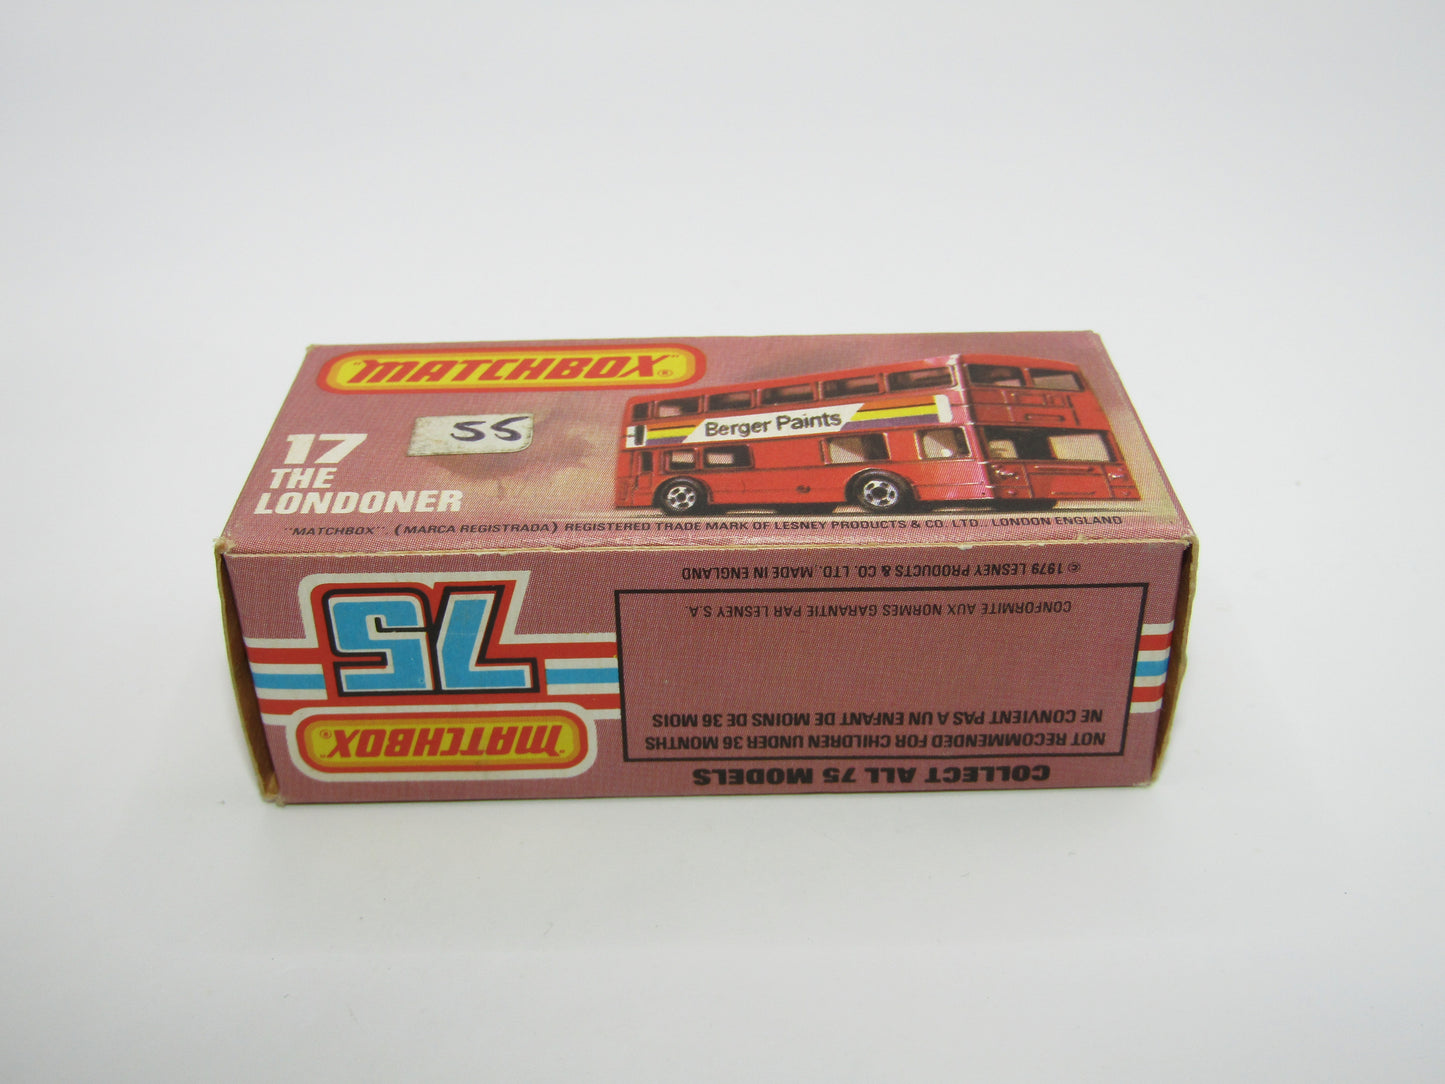 "MATCHBOX"®
55
17
THE
LONDONER
Berger Paints
"MATCHBOX". (MARCA REGISTRADA) REGISTERED TRADE MARK OF LESNEY PRODUCTS & CO. LTD. LONDON ENGLAND
COLLECT ALL 75 MODELS
NOT RECOMMENDED FOR CHILDREN UNDER 36 MONTHS
NE CONVIENT PAS A UN ENFANT DE MOINS DE 36 MOIS
CONFORMITÉ AUX NORMES GARANTIE PAR LESNEY S.A.
© 1979 LESNEY PRODUCTS & CO. LTD., MADE IN ENGLAND
"MATCHBOX"®
75